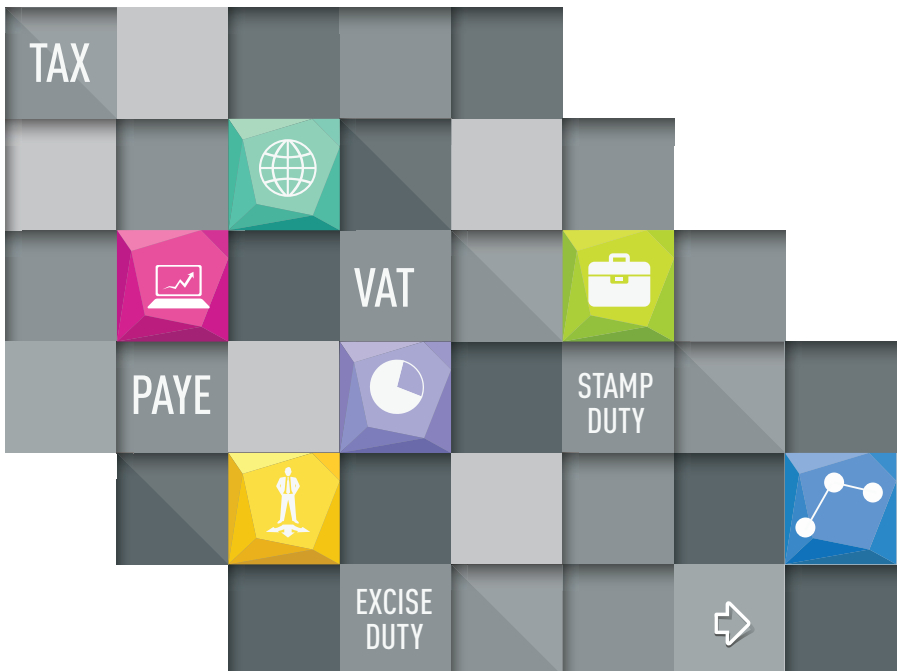 TAX
VAT
PAYE
STAMP
DUTY
EXCISE
DUTY